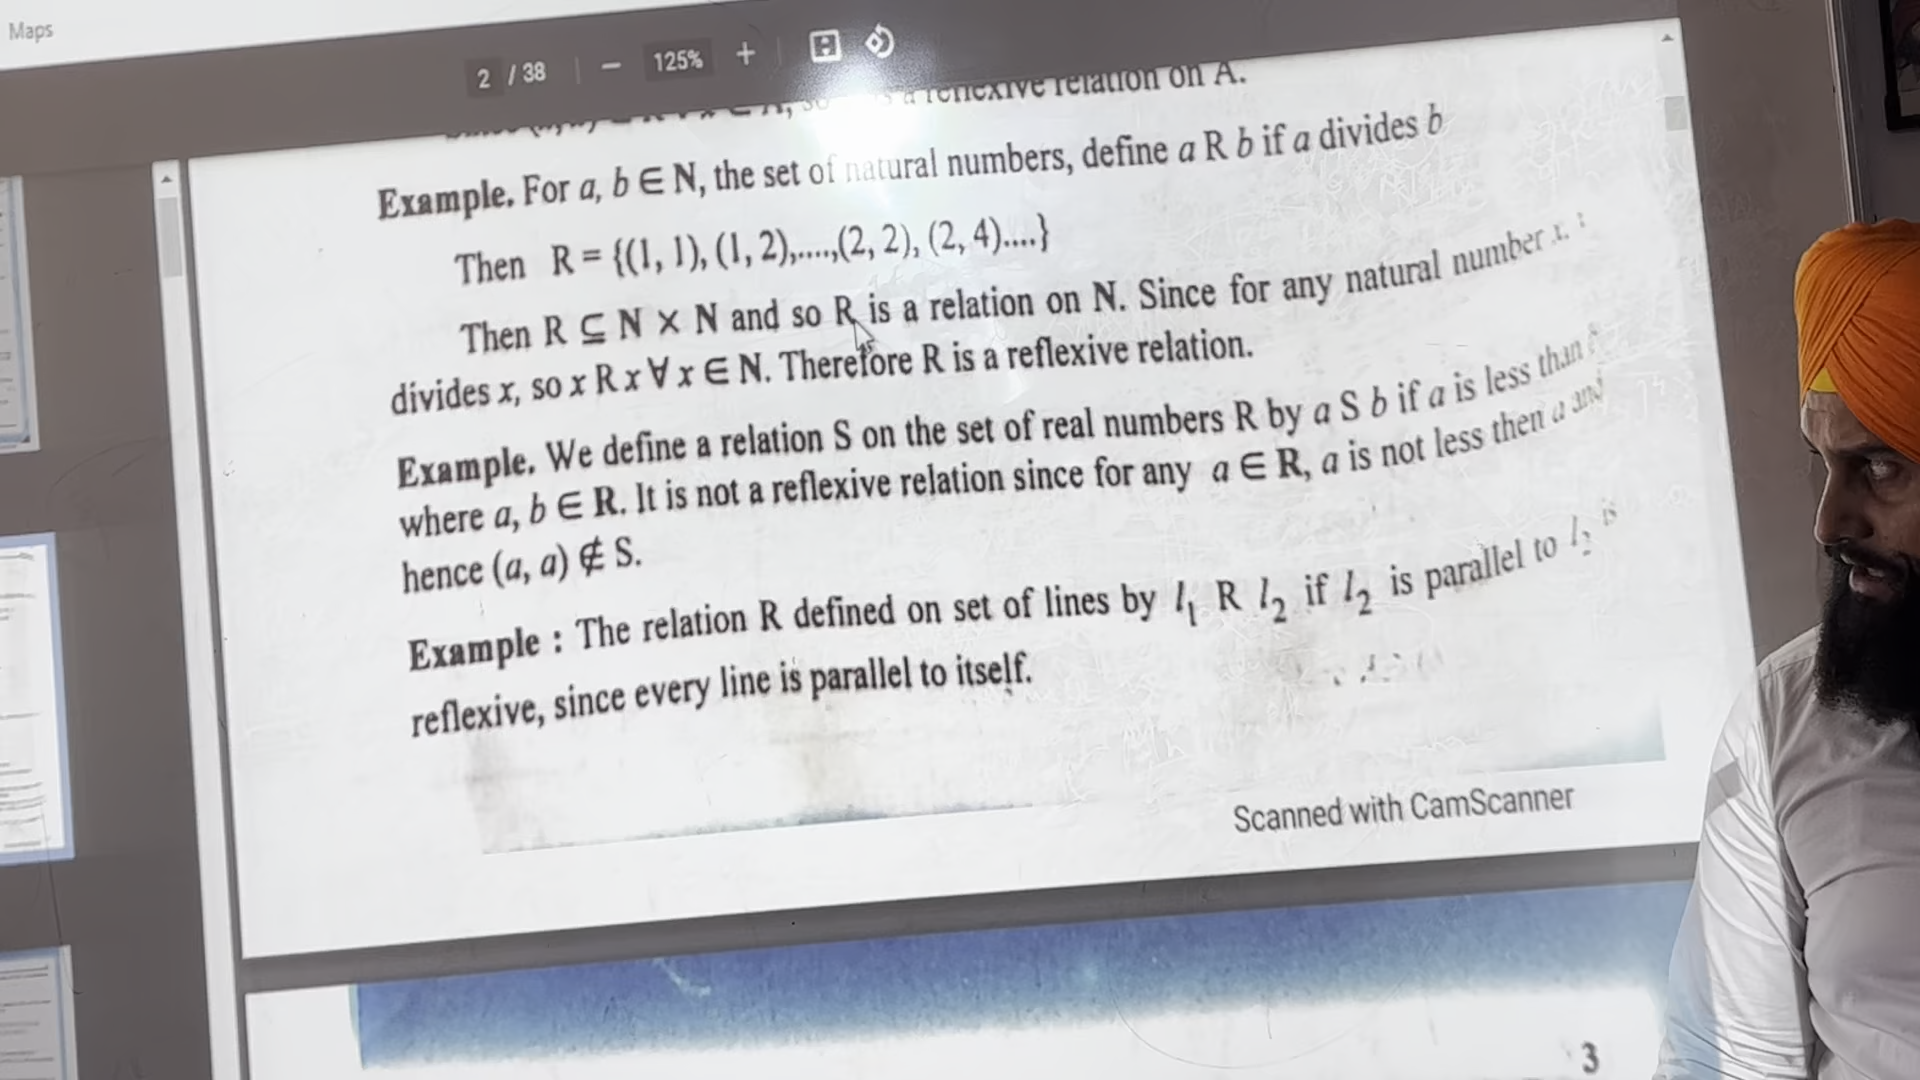 Maps
2 / 38 − 125% +
reflexive relation on A.
Example. For a, b ∈ N, the set of natural numbers, define a R b if a divides b
Then R = {(1, 1), (1, 2),....,(2, 2), (2, 4)....}
Then R ⊆ N × N and so R is a relation on N. Since for any natural number x,
divides x, so x R x ∀ x ∈ N. Therefore R is a reflexive relation.
Example. We define a relation S on the set of real numbers R by a S b if a is less than
where a, b ∈ R. It is not a reflexive relation since for any a ∈ R, a is not less then a and
hence (a, a) ∉ S.
Example : The relation R defined on set of lines by l₁ R l₂ if l₂ is parallel to l₂ is
reflexive, since every line is parallel to itself.
Scanned with CamScanner
3